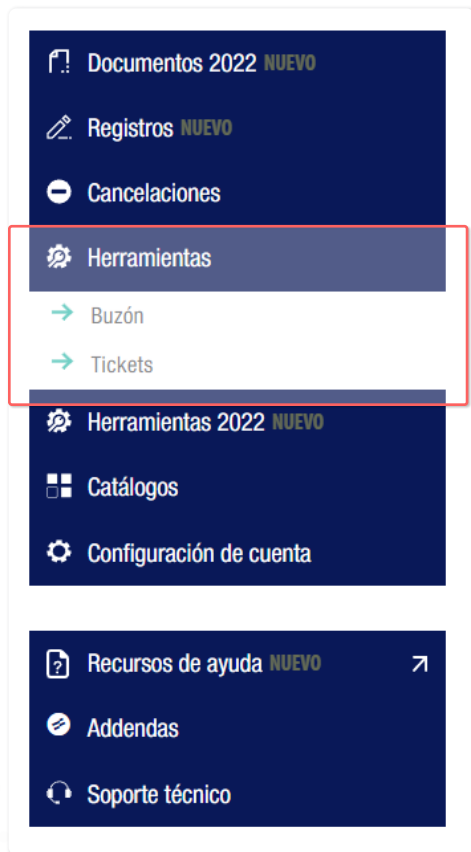 Documentos 2022 NUEVO
Registros NUEVO
Cancelaciones
Herramientas
Buzón
Tickets
Herramientas 2022 NUEVO
Catálogos
Configuración de cuenta
Recursos de ayuda NUEVO
Addendas
Soporte técnico